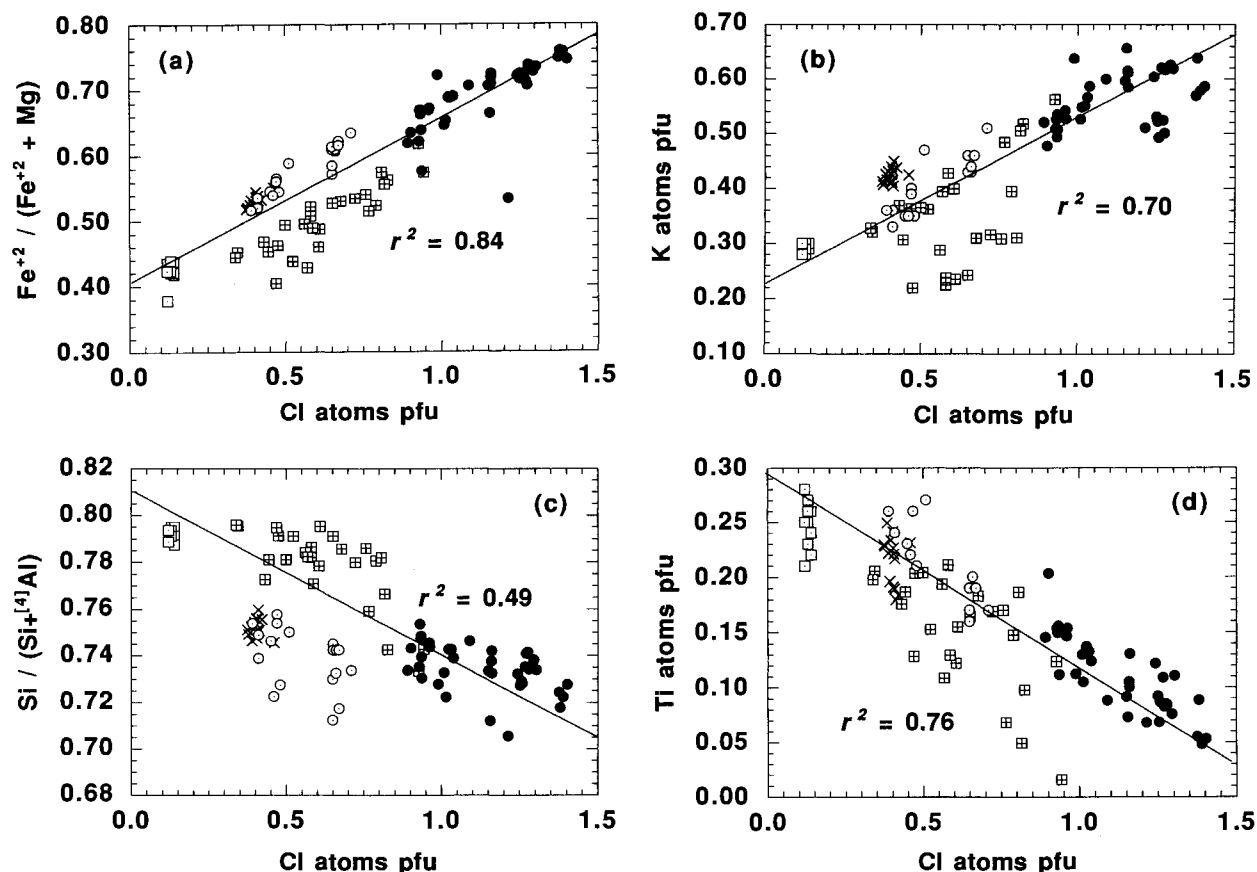 0.80
0.70
0.60
0.50
0.40
0.30
Fe⁺² / (Fe⁺² + Mg)
(a)
r² = 0.84
0.0 0.5 1.0 1.5
Cl atoms pfu
0.70
0.60
0.50
0.40
0.30
0.20
0.10
K atoms pfu
(b)
r² = 0.70
0.0 0.5 1.0 1.5
Cl atoms pfu
0.82
0.80
0.78
0.76
0.74
0.72
0.70
0.68
Si / (Si+[4]Al)
(c)
r² = 0.49
0.0 0.5 1.0 1.5
Cl atoms pfu
0.30
0.25
0.20
0.15
0.10
0.05
0.00
Ti atoms pfu
(d)
r² = 0.76
0.0 0.5 1.0 1.5
Cl atoms pfu